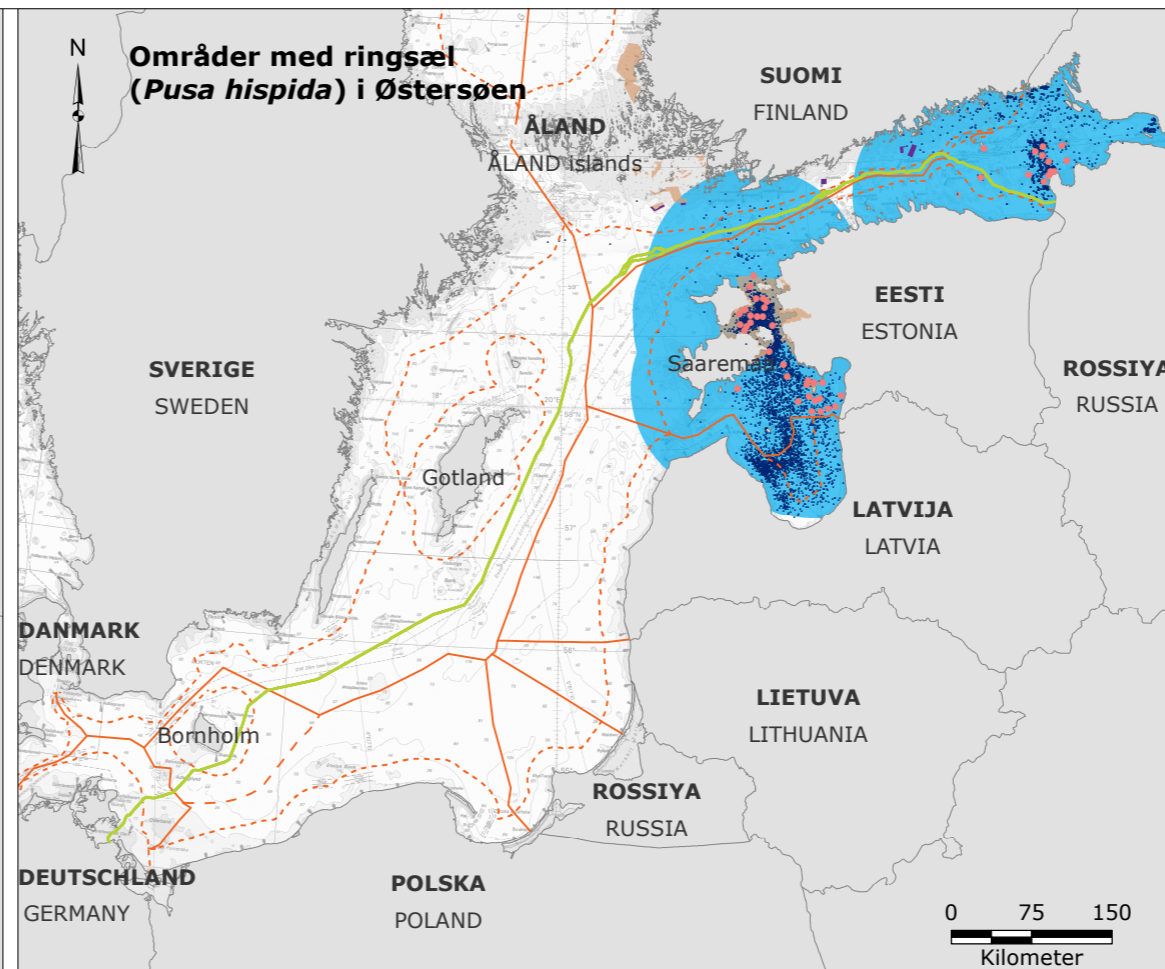 N
Områder med ringsæl
(Pusa hispida) i Østersøen
SUOMI
FINLAND
ÅLAND
ÅLAND islands
EESTI
ESTONIA
Saaremaa
SVERIGE
SWEDEN
ROSSIYA
RUSSIA
Gotland
LATVIJA
LATVIA
DANMARK
DENMARK
LIETUVA
LITHUANIA
Bornholm
ROSSIYA
RUSSIA
DEUTSCHLAND
GERMANY
POLSKA
POLAND
0 75 150
Kilometer